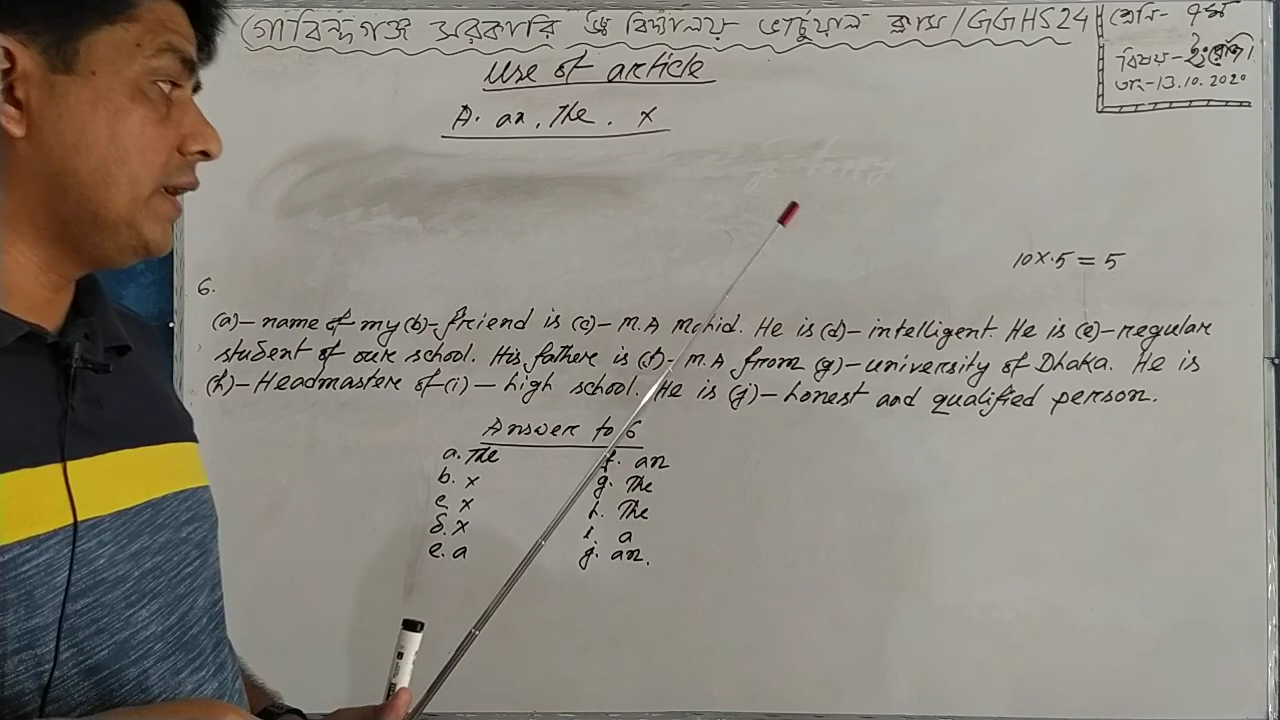 গোবিন্দগঞ্জ সরকারি উচ্চ বিদ্যালয় ভার্চুয়াল ক্লাস/GGHS24
শ্রেনি- ৭ম
বিষয়-ইংরেজি।
তাং-13.10.2020
Use of article
A. an, The. x
10x.5=5
6.
(a)- name of my (b)- friend is (c)- M.A Mohid. He is (d)- intelligent. He is (e)-regular
student of our school. His father is (f)- M.A from (g)-university of Dhaka. He is
(h)-Headmaster of (i)- high school. He is (j)-honest and qualified person.
Answer to 6
a. The
b. x
c x
d. x
e. a
f. an
g. The
h. The
i. a
j. an.